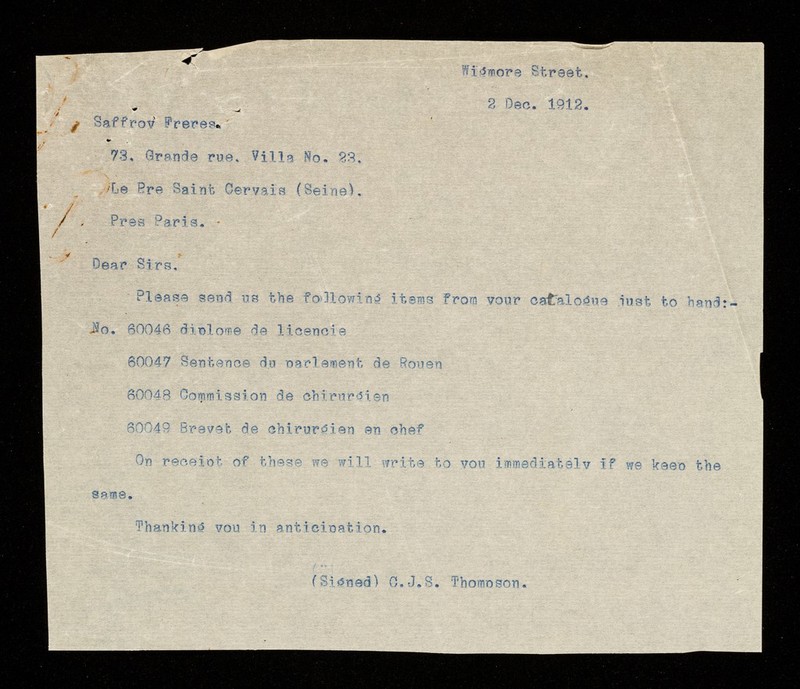 Wigmore Street.
2 Dec. 1912.
Saffroy Freres.
73. Grande rue. Villa No. 23.
Le Pre Saint Gervais (Seine).
Pres Paris.
Dear Sirs.
Please send us the following items from your catalogue just to hand:-
No. 60046 diplome de licencie
60047 Sentence du parlement de Rouen
60048 Commission de chirurgien
60049 Brevet de chirurgien en chef
On receipt of these we will write to you immediately if we keep the
same.
Thanking you in anticipation.
(Signed) C.J.S. Thompson.